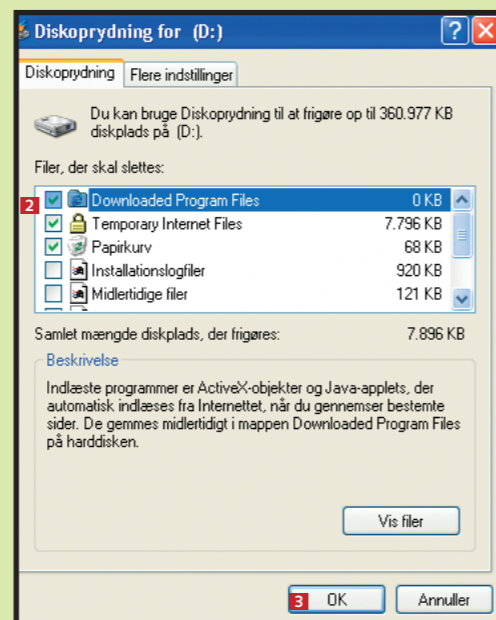 Diskoprydning for (D:)
Diskoprydning Flere indstillinger
Du kan bruge Diskoprydning til at frigøre op til 360.977 KB
diskplads på (D:).
Filer, der skal slettes:
2 Downloaded Program Files 0 KB
Temporary Internet Files 7.796 KB
Papirkurv 68 KB
Installationslogfiler 920 KB
Midlertidige filer 121 KB
Samlet mængde diskplads, der frigøres: 7.896 KB
Beskrivelse
Indlæste programmer er ActiveX-objekter og Java-applets, der
automatisk indlæses fra Internettet, når du gennemser bestemte
sider. De gemmes midlertidigt i mappen Downloaded Program Files
på harddisken.
Vis filer
3 OK Annuller